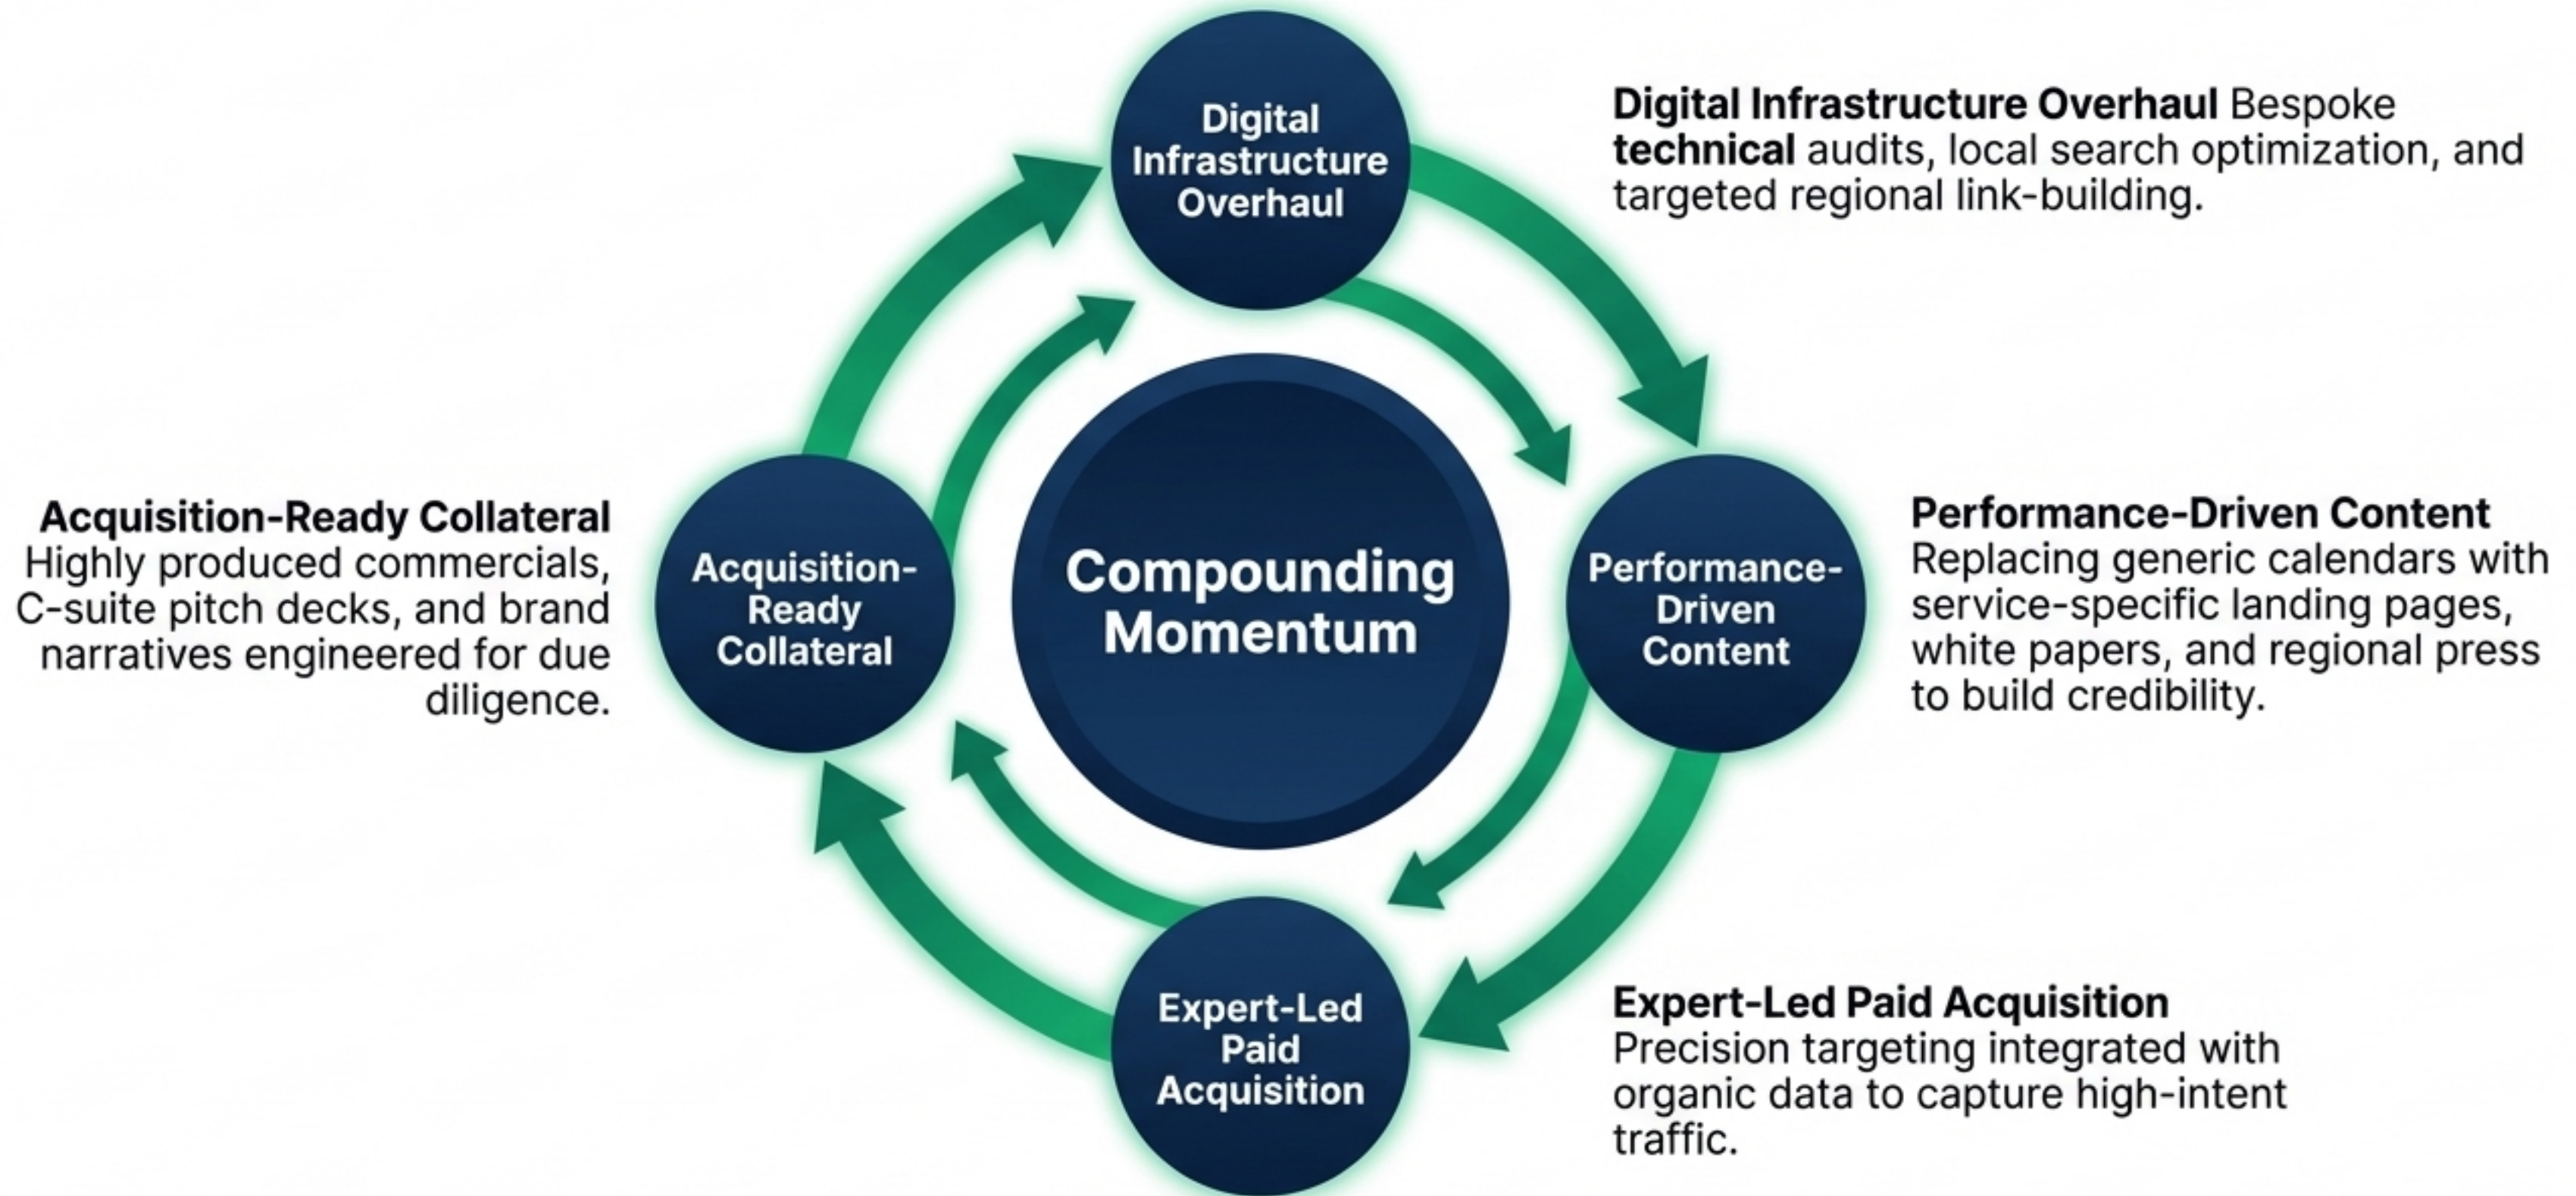 Digital
Infrastructure
Overhaul
Digital Infrastructure Overhaul Bespoke
technical audits, local search optimization, and
targeted regional link-building.
Acquisition-Ready Collateral
Highly produced commercials,
C-suite pitch decks, and brand
narratives engineered for due
diligence.
Acquisition-
Ready
Collateral
Compounding
Momentum
Performance-
Driven
Content
Performance-Driven Content
Replacing generic calendars with
service-specific landing pages,
white papers, and regional press
to build credibility.
Expert-Led
Paid
Acquisition
Expert-Led Paid Acquisition
Precision targeting integrated with
organic data to capture high-intent
traffic.